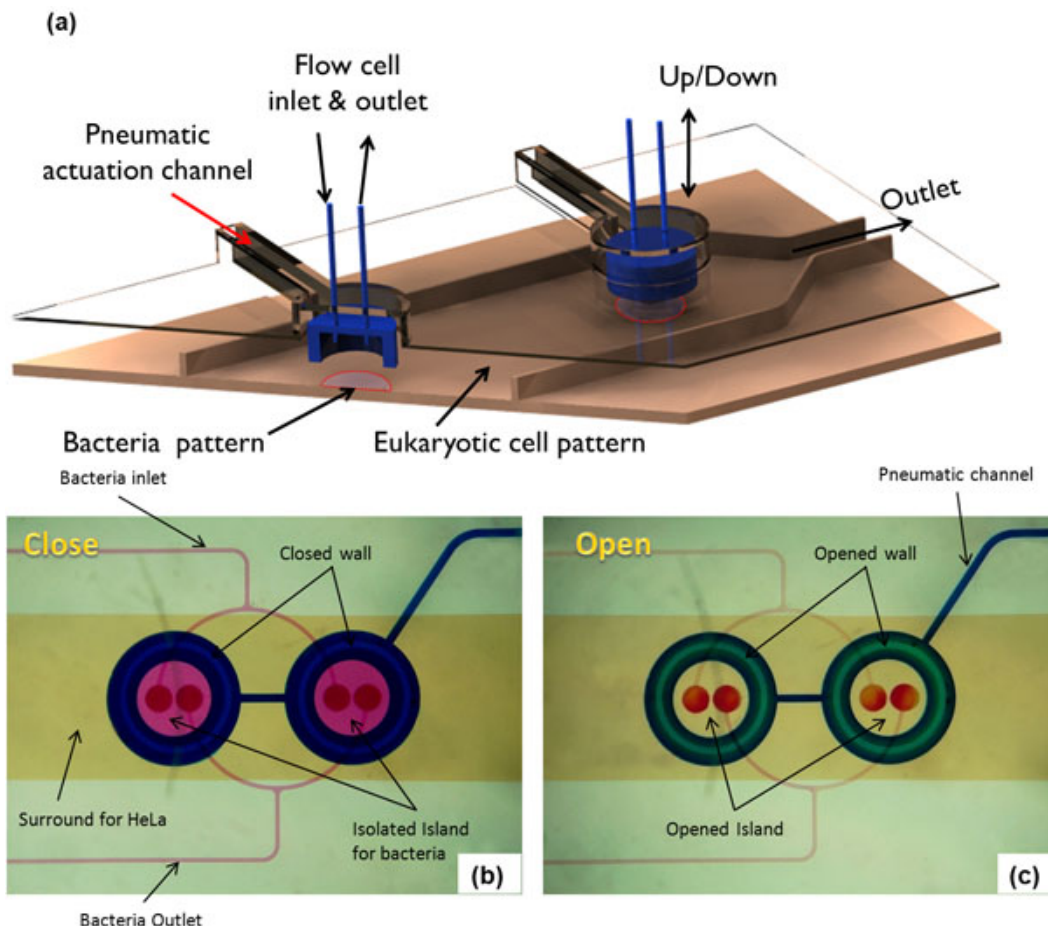 (a)
Flow cell
inlet & outlet
Up/Down
Pneumatic
actuation channel
Outlet
Bacteria pattern
Eukaryotic cell pattern
Bacteria inlet
Pneumatic channel
Close
Closed wall
Open
Opened wall
Surround for HeLa
Isolated Island
for bacteria
Opened Island
(b)
(c)
Bacteria Outlet